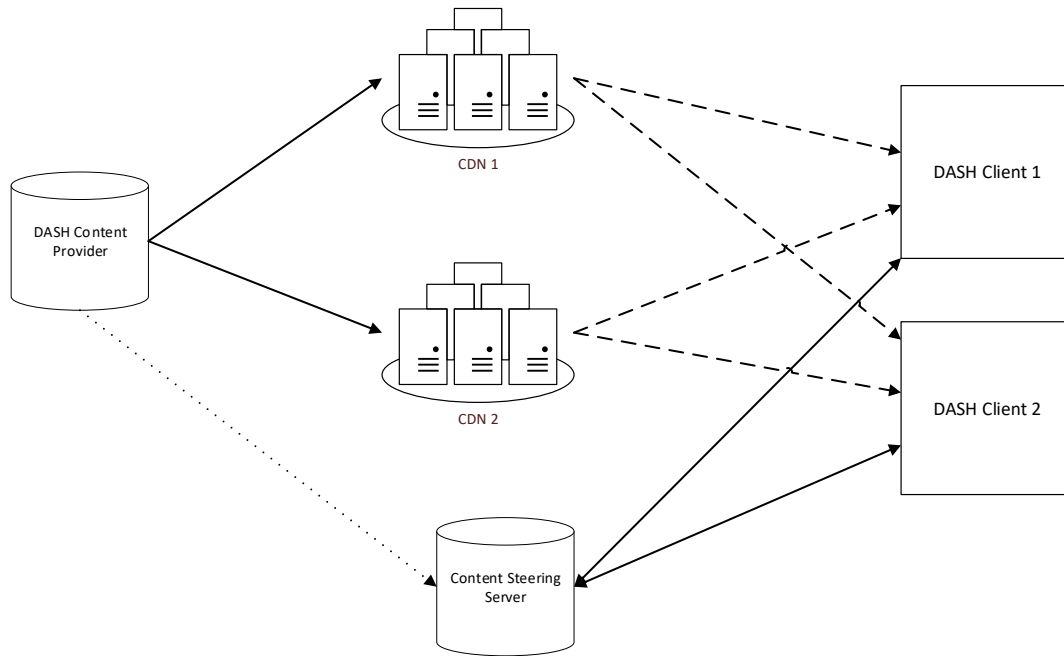 CDN 1
DASH Client 1
DASH Content
Provider
DASH Client 2
CDN 2
Content Steering
Server